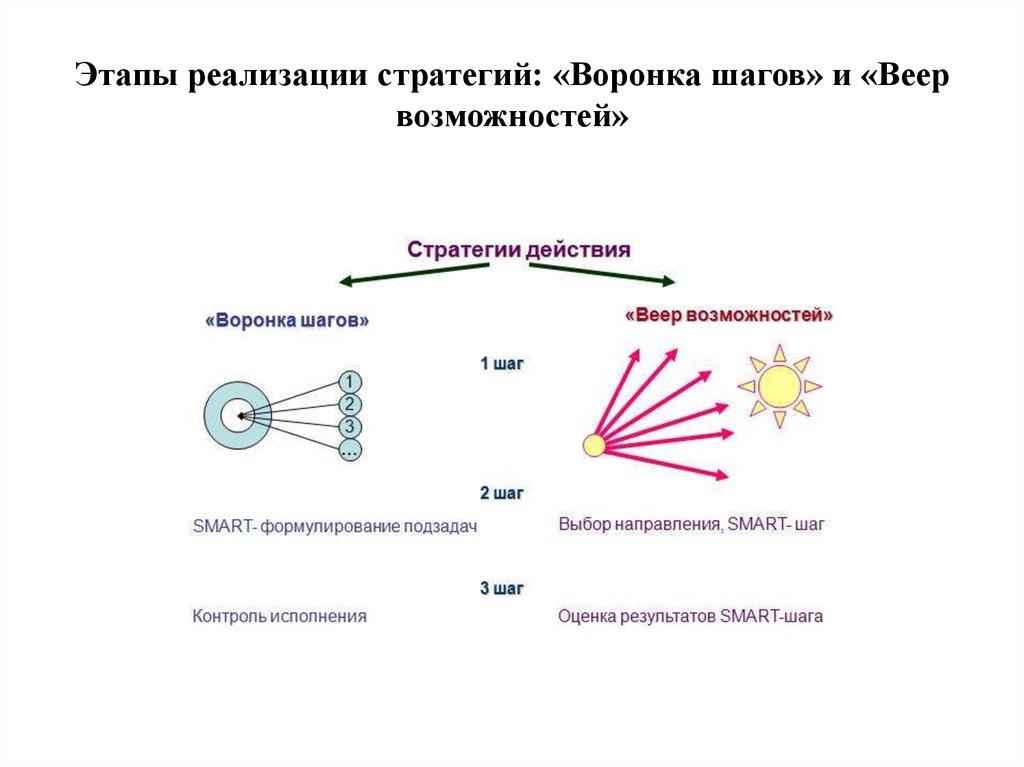 Этапы реализации стратегий: «Воронка шагов» и «Веер
возможностей»
Стратегии действия
«Воронка шагов»
«Веер возможностей»
1 шаг
1
2
3
...
2 шаг
SMART- формулирование подзадач
Выбор направления, SMART- шаг
3 шаг
Контроль исполнения
Оценка результатов SMART-шага